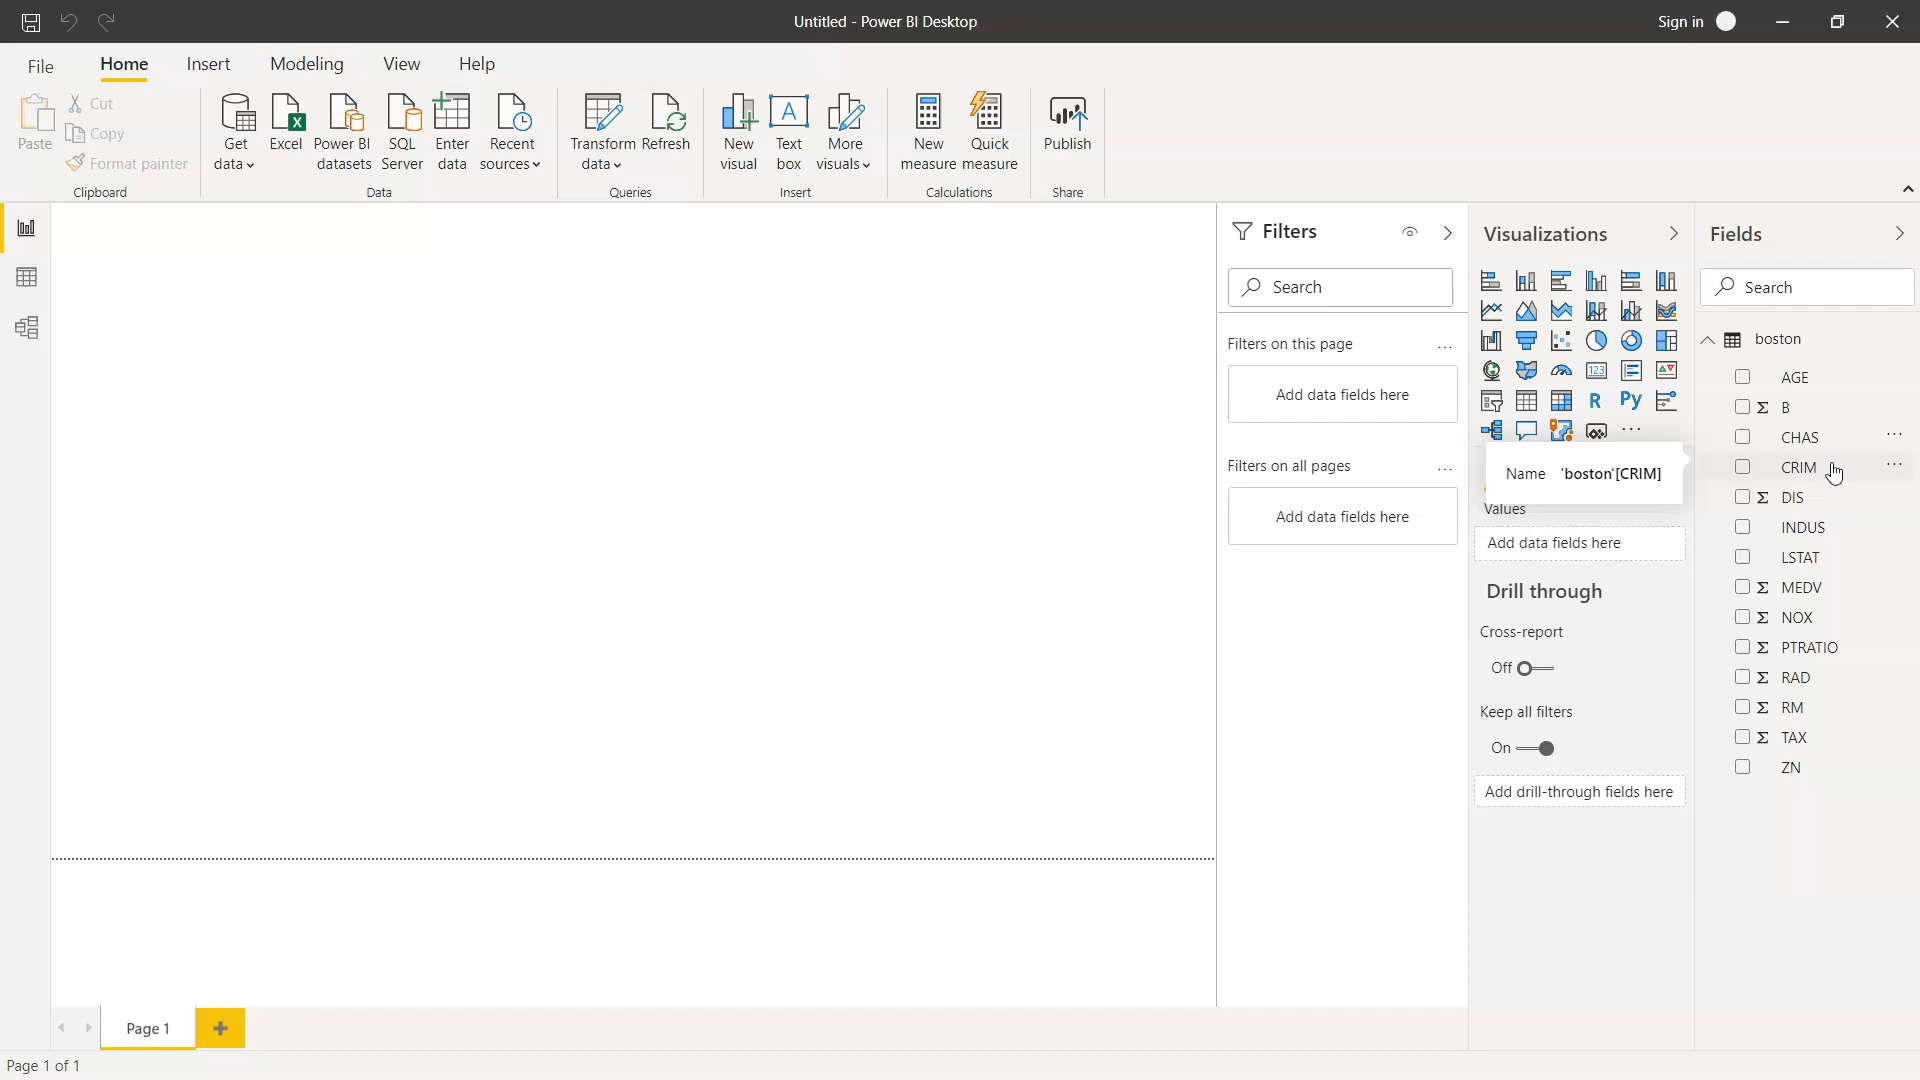 Untitled - Power BI Desktop
Sign in
File
Home
Insert
Modeling
View
Help
Paste
Cut
Copy
Format painter
Clipboard
Get
data
Excel
Power BI
datasets
SQL
Server
Enter
data
Recent
sources
Data
Transform
data
Refresh
Queries
New
visual
Text
box
More
visuals
Insert
New
measure
Quick
measure
Calculations
Publish
Share
Filters
Search
Filters on this page
...
Add data fields here
Filters on all pages
...
Add data fields here
Visualizations
123
R
Py
...
Name 'boston'[CRIM]
Values
Add data fields here
Drill through
Cross-report
Off
Keep all filters
On
Add drill-through fields here
Fields
Search
boston
AGE
Σ B
CHAS ...
CRIM ...
Σ DIS
INDUS
LSTAT
Σ MEDV
Σ NOX
Σ PTRATIO
Σ RAD
Σ RM
Σ TAX
ZN
Page 1
Page 1 of 1